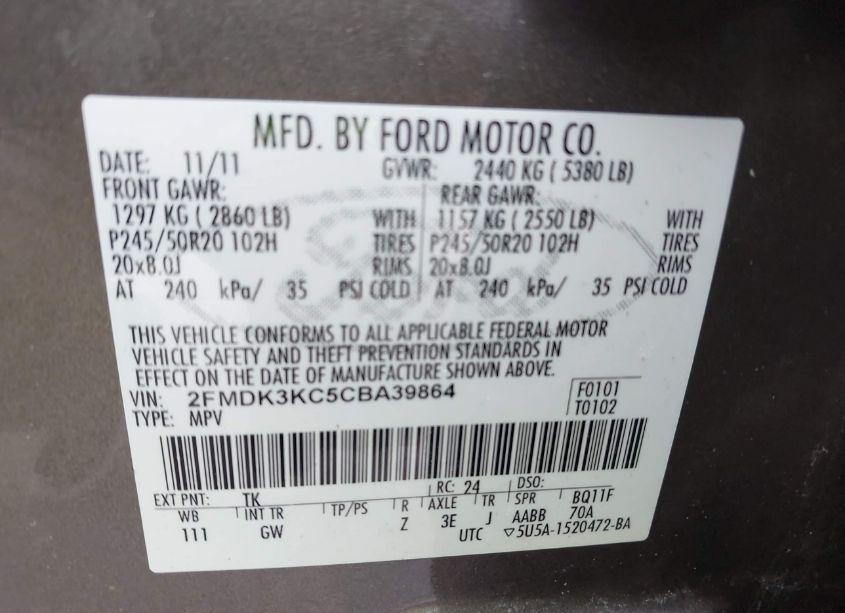 MFD. BY FORD MOTOR CO.
DATE: 11/11 GVWR: 2440 KG ( 5380 LB)
FRONT GAWR: REAR GAWR:
1297 KG ( 2860 LB) WITH 1157 KG ( 2550 LB) WITH
P245/50R20 102H TIRES P245/50R20 102H TIRES
20x8.0J RIMS 20x8.0J RIMS
AT 240 kPa/ 35 PSI COLD AT 240 kPa/ 35 PSI COLD
THIS VEHICLE CONFORMS TO ALL APPLICABLE FEDERAL MOTOR
VEHICLE SAFETY AND THEFT PREVENTION STANDARDS IN
EFFECT ON THE DATE OF MANUFACTURE SHOWN ABOVE.
VIN: 2FMDK3KC5CBA39864 F0101
TYPE: MPV T0102
EXT PNT: TK RC: 24 DSO:
WB INT TR TP/PS R AXLE TR SPR BQ11F
111 GW Z 3E J AABB 70A
UTC ▽5U5A-1520472-BA